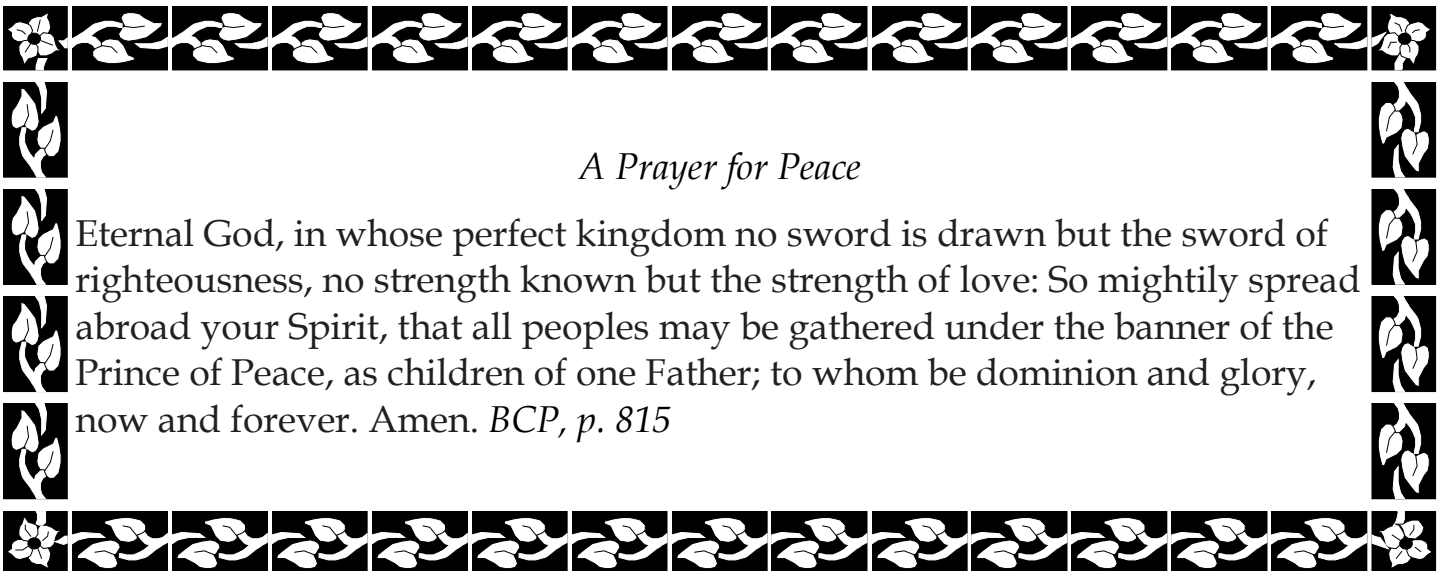 A Prayer for Peace
Eternal God, in whose perfect kingdom no sword is drawn but the sword of
righteousness, no strength known but the strength of love: So mightily spread
abroad your Spirit, that all peoples may be gathered under the banner of the
Prince of Peace, as children of one Father; to whom be dominion and glory,
now and forever. Amen. BCP, p. 815